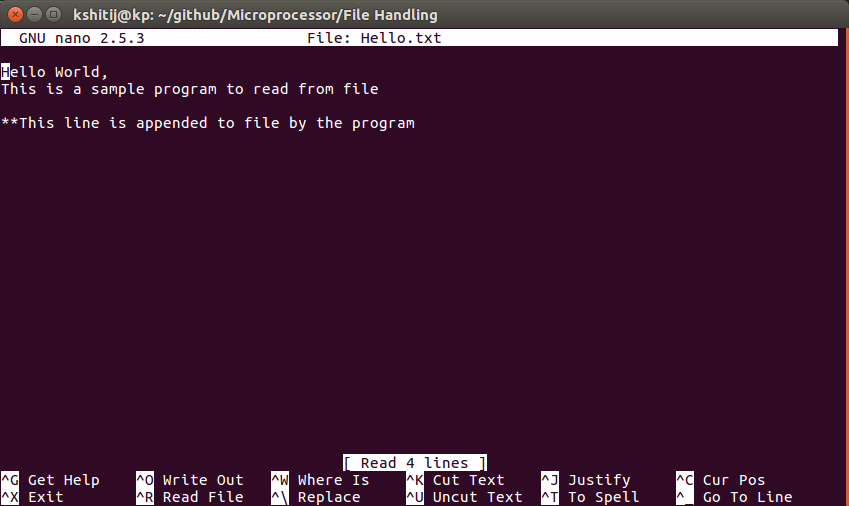 kshitij@kp: ~/github/Microprocessor/File Handling
GNU nano 2.5.3 File: Hello.txt
Hello World,
This is a sample program to read from file
**This line is appended to file by the program
[ Read 4 lines ]
^G Get Help ^O Write Out ^W Where Is ^K Cut Text ^J Justify ^C Cur Pos
^X Exit ^R Read File ^\ Replace ^U Uncut Text ^T To Spell ^_ Go To Line